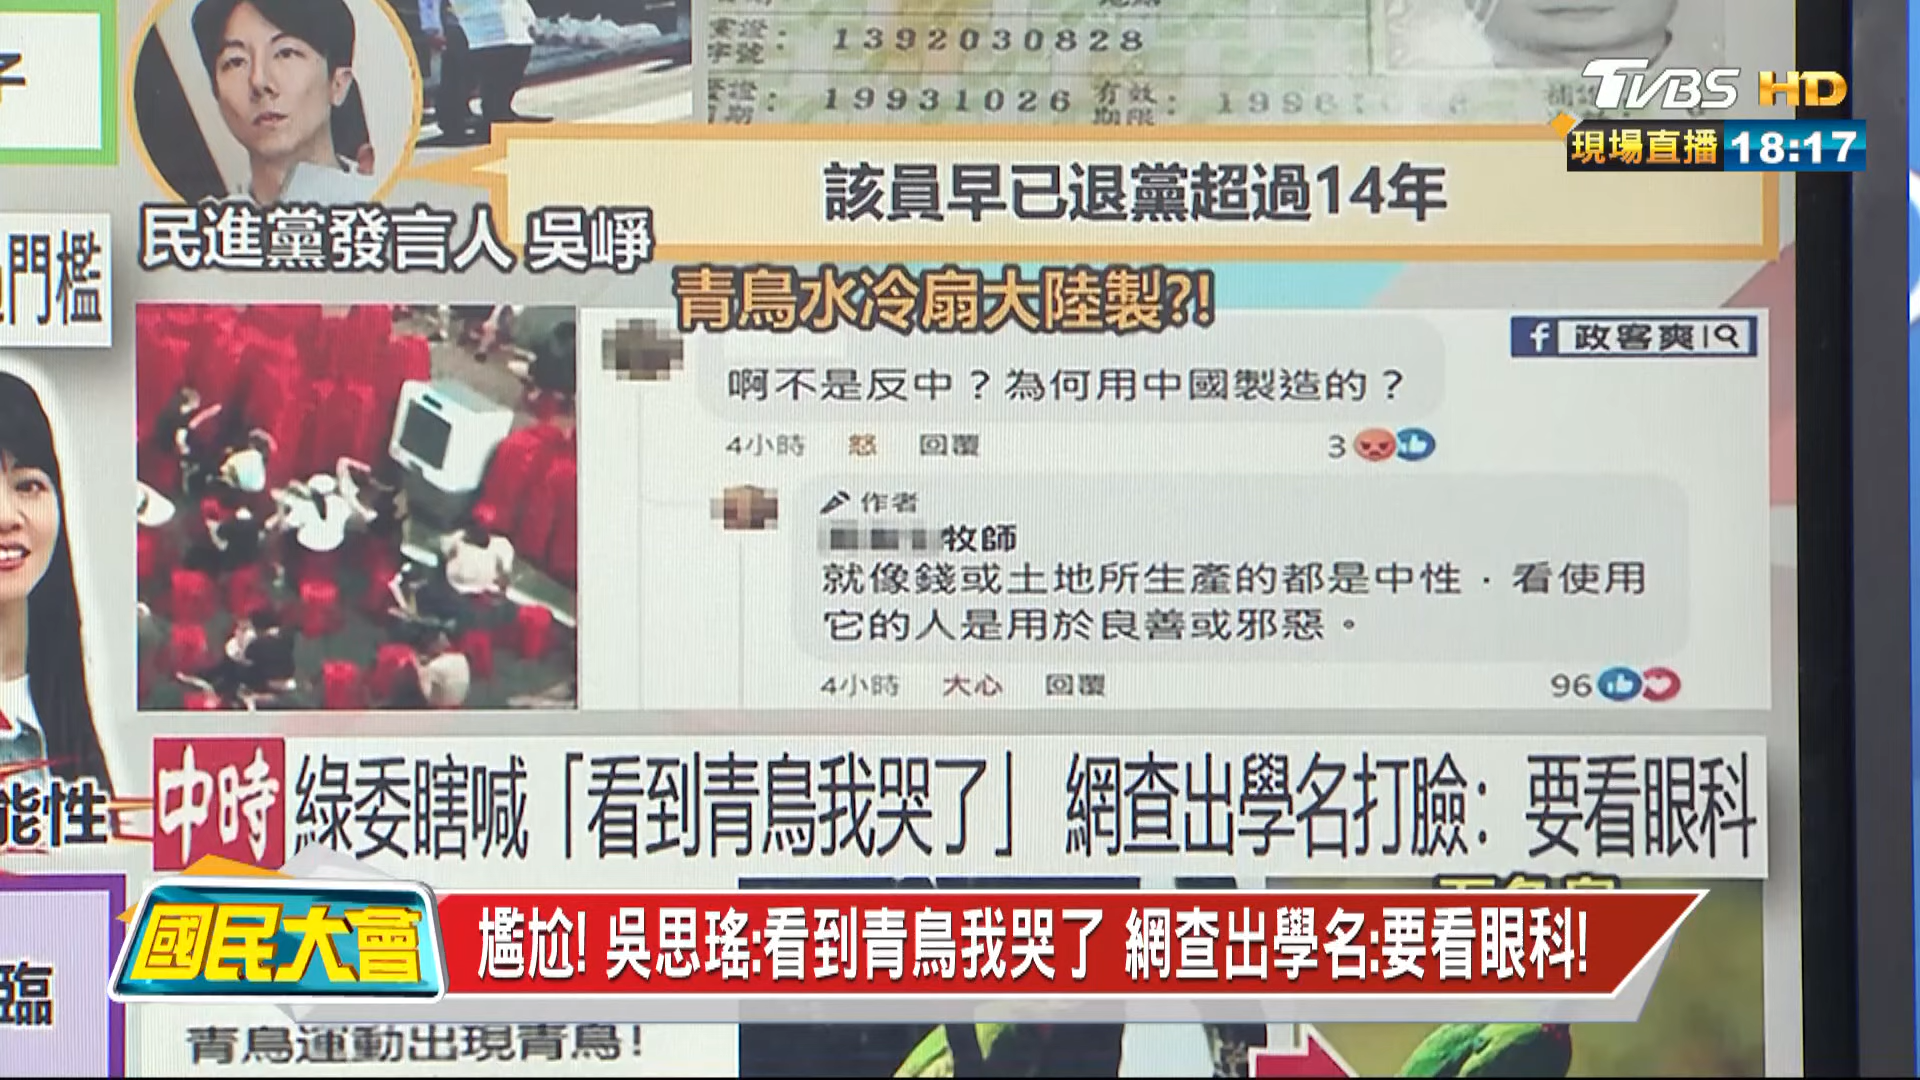 1392030828
19931026 有效期限:
TVBS HD
現場直播 18:17
該員早已退黨超過14年
民進黨發言人 吳崢
門檻
青鳥水冷扇大陸製?!
政客爽
啊不是反中？為何用中國製造的？
4小時 怒 回覆
3
作者
牧師
就像錢或土地所生產的都是中性．看使用
它的人是用於良善或邪惡。
4小時 大心 回覆
96
能性
中時 綠委瞎喊「看到青鳥我哭了」 網查出學名打臉：要看眼科
國民大會
尷尬! 吳思瑤:看到青鳥我哭了 網查出學名:要看眼科!
臨
青鳥運動出現青鳥!